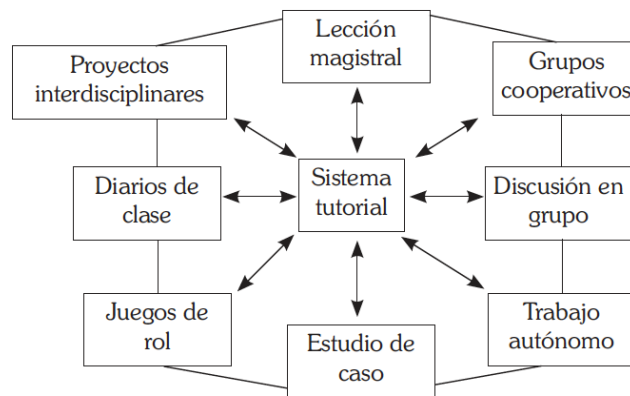 Lección
magistral
Proyectos
interdisciplinares
Grupos
cooperativos
Diarios de
clase
Sistema
tutorial
Discusión en
grupo
Juegos de
rol
Estudio de
caso
Trabajo
autónomo